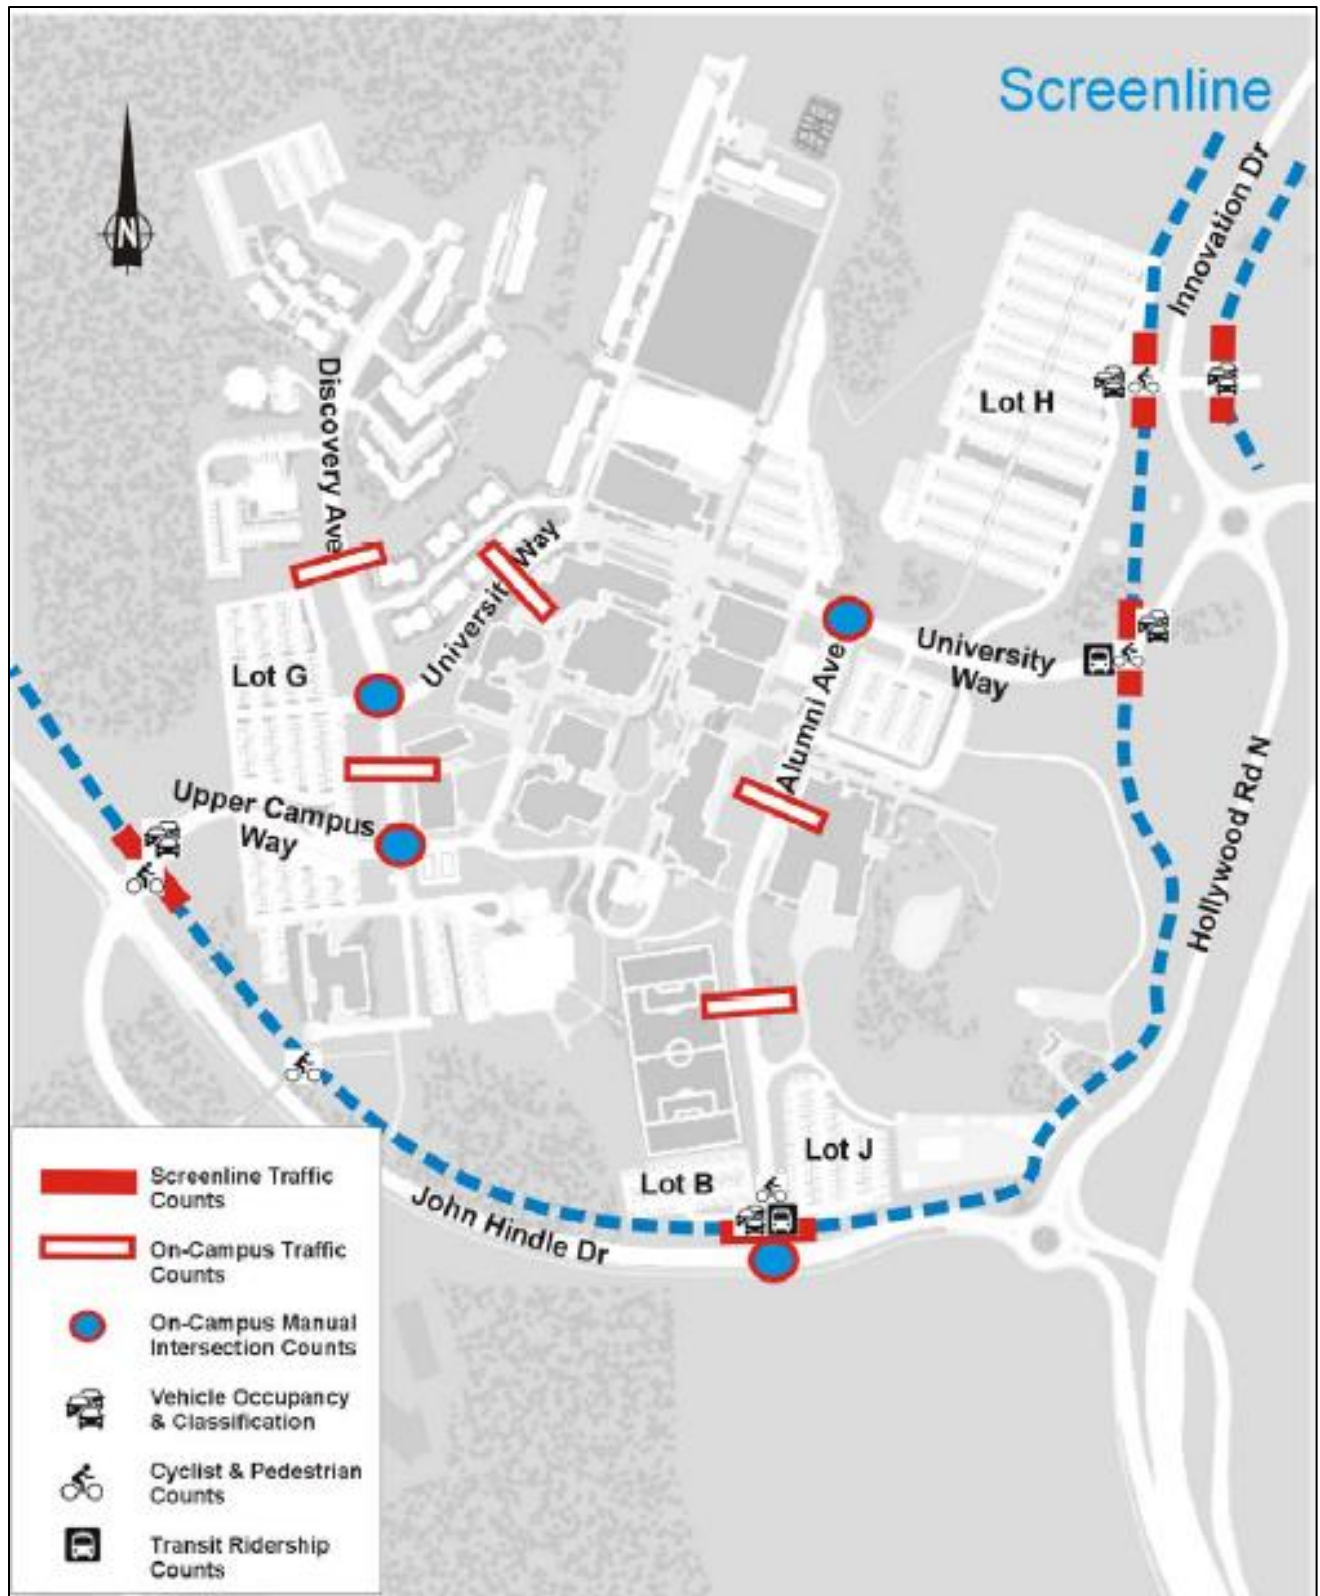 Screenline
Innovation Dr
N
Discovery Ave
Lot H
University Way
University
Way
Lot G
Alumni Ave
Upper Campus
Way
Hollywood Rd N
Lot J
Lot B
John Hindle Dr
Screenline Traffic
Counts
On-Campus Traffic
Counts
On-Campus Manual
Intersection Counts
Vehicle Occupancy
& Classification
Cyclist & Pedestrian
Counts
Transit Ridership
Counts